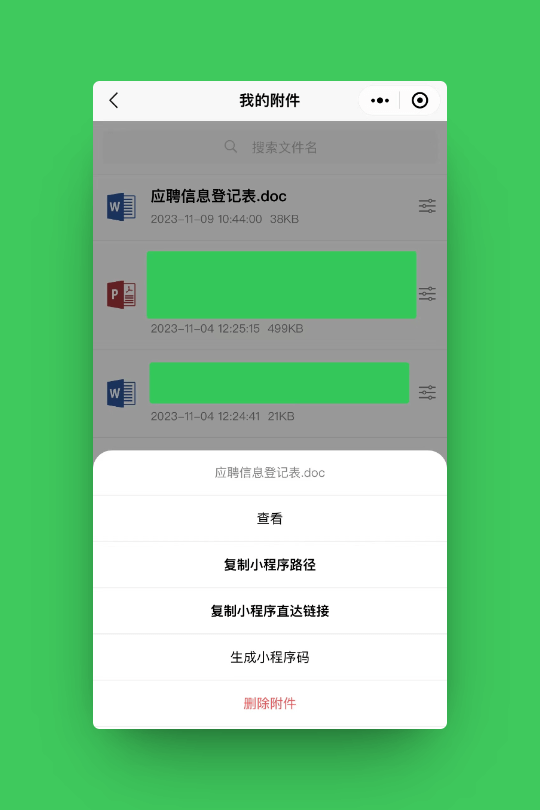 我的附件
搜索文件名
应聘信息登记表.doc
2023-11-09 10:44:00 38KB
2023-11-04 12:25:15 499KB
2023-11-04 12:24:41 21KB
应聘信息登记表.doc
查看
复制小程序路径
复制小程序直达链接
生成小程序码
删除附件